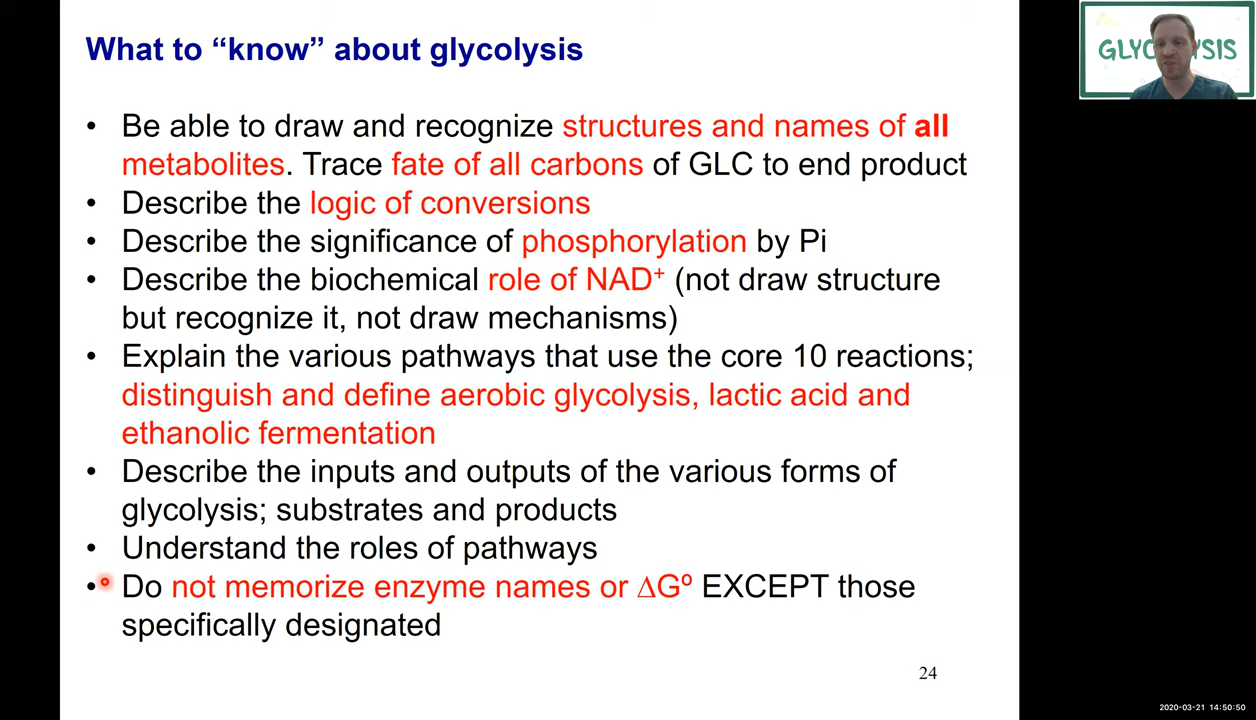 What to “know” about glycolysis
• Be able to draw and recognize structures and names of all
metabolites. Trace fate of all carbons of GLC to end product
• Describe the logic of conversions
• Describe the significance of phosphorylation by Pi
• Describe the biochemical role of NAD⁺ (not draw structure
but recognize it, not draw mechanisms)
• Explain the various pathways that use the core 10 reactions;
distinguish and define aerobic glycolysis, lactic acid and
ethanolic fermentation
• Describe the inputs and outputs of the various forms of
glycolysis; substrates and products
• Understand the roles of pathways
• Do not memorize enzyme names or ∆Gº EXCEPT those
specifically designated
24
2020-03-21 14:50:50